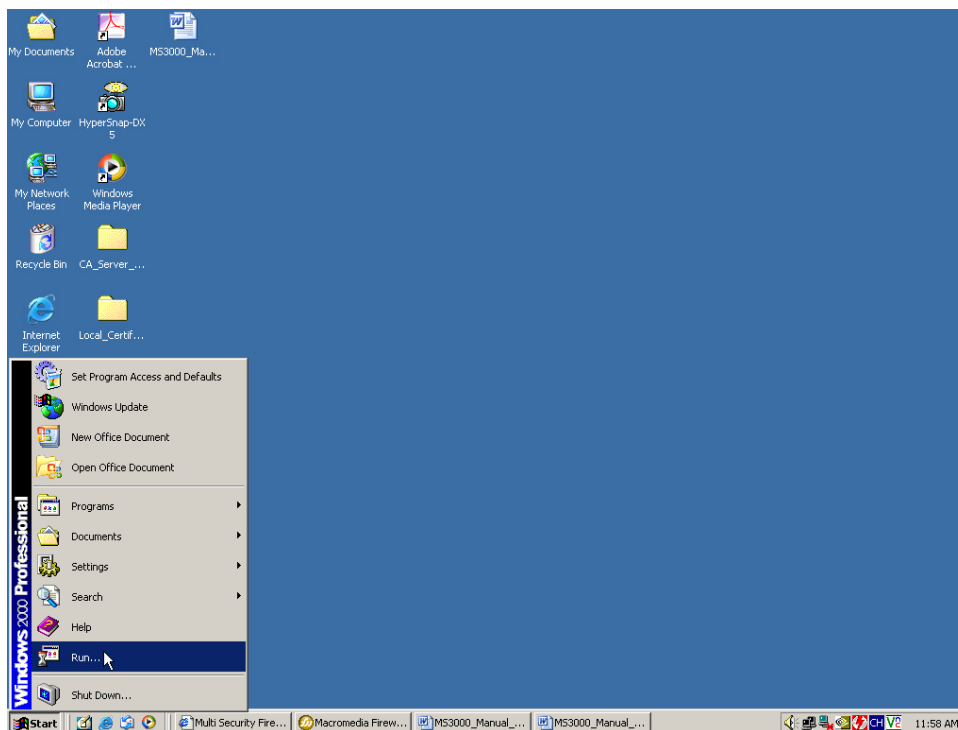 My Documents
Adobe
Acrobat ...
MS3000_Ma...
My Computer
HyperSnap-DX
5
My Network
Places
Windows
Media Player
Recycle Bin
CA_Server_...
Internet
Explorer
Local_Certif...
Windows 2000 Professional
Set Program Access and Defaults
Windows Update
New Office Document
Open Office Document
Programs
Documents
Settings
Search
Help
Run...
Shut Down...
Start
Multi Security Fire...
Macromedia Firew...
MS3000_Manual_...
MS3000_Manual_...
CH
11:58 AM